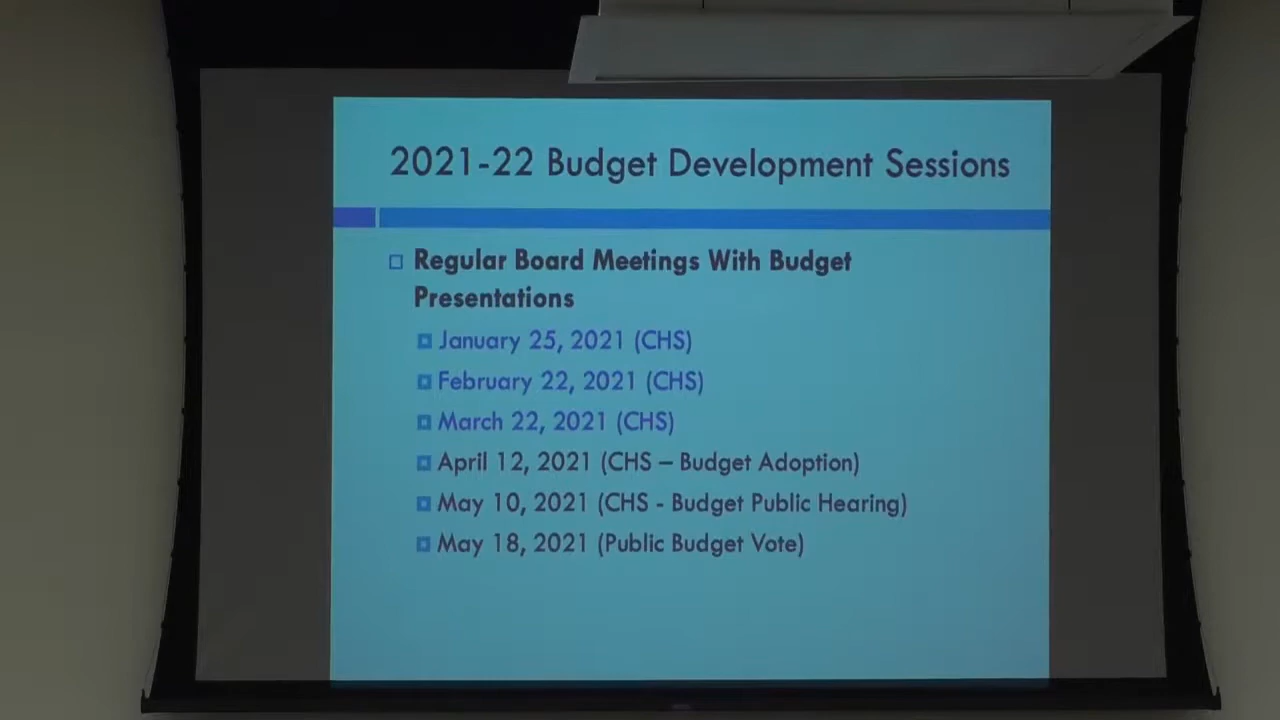 2021-22 Budget Development Sessions
Regular Board Meetings With Budget
Presentations
January 25, 2021 (CHS)
February 22, 2021 (CHS)
March 22, 2021 (CHS)
April 12, 2021 (CHS – Budget Adoption)
May 10, 2021 (CHS - Budget Public Hearing)
May 18, 2021 (Public Budget Vote)